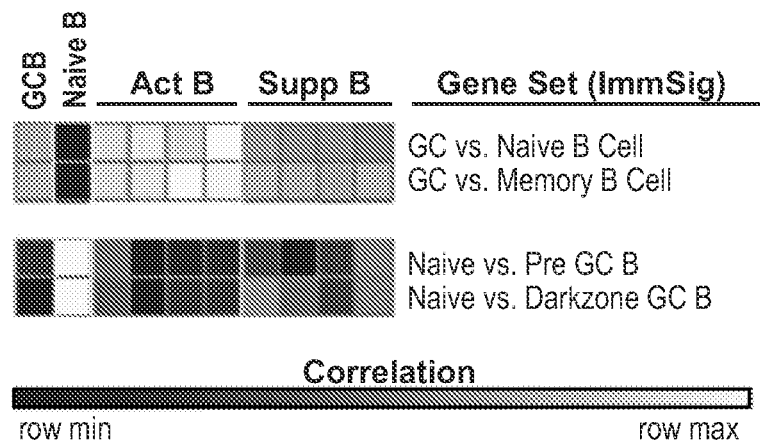 GCB
Naive B
Act B
Supp B
Gene Set (ImmSig)
GC vs. Naive B Cell
GC vs. Memory B Cell
Naive vs. Pre GC B
Naive vs. Darkzone GC B
Correlation
row min
row max